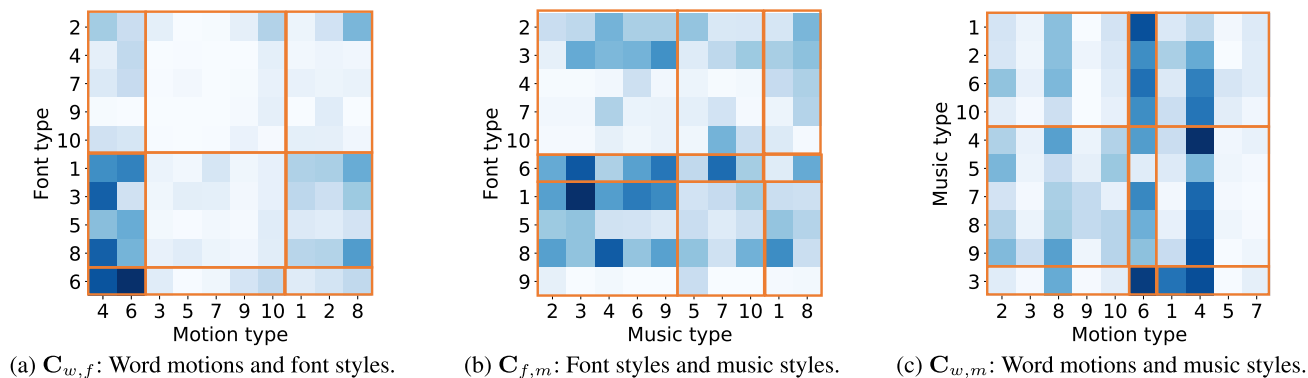 2
4
7
9
10
1
3
5
8
6
Font type
4 6 3 5 7 9 10 1 2 8
Motion type
(a) C_{w,f}: Word motions and font styles.
2
3
4
7
10
6
1
5
8
9
Font type
2 3 4 6 9 5 7 10 1 8
Music type
(b) C_{f,m}: Font styles and music styles.
1
2
6
10
4
5
7
8
9
3
Music type
2 3 8 9 10 6 1 4 5 7
Motion type
(c) C_{w,m}: Word motions and music styles.